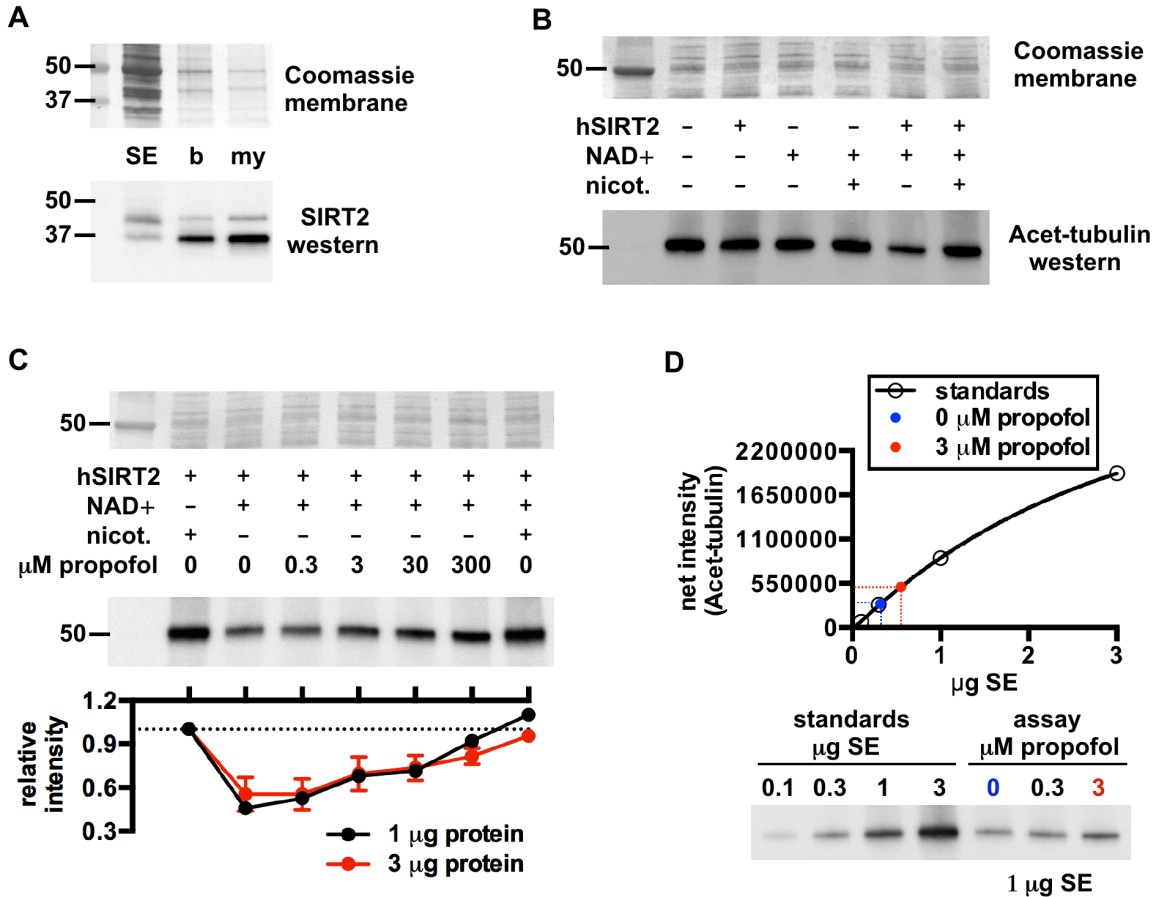 A
50
37
Coomassie
membrane
SE b my
50
37
SIRT2
western
B
50
Coomassie
membrane
hSIRT2 – + – – + +
NAD+ – – + + + +
nicot. – – – + – +
50
Acet-tubulin
western
C
50
hSIRT2 + + + + + + +
NAD+ – + + + + + +
nicot. + – – – – – +
µM propofol 0 0 0.3 3 30 300 0
50
1.2
0.9
0.6
0.3
relative
intensity
1 µg protein
3 µg protein
D
standards
0 µM propofol
3 µM propofol
2200000
1650000
1100000
550000
0
net intensity
(Acet-tubulin)
0 1 2 3
µg SE
standards
µg SE
assay
µM propofol
0.1 0.3 1 3 0 0.3 3
1 µg SE